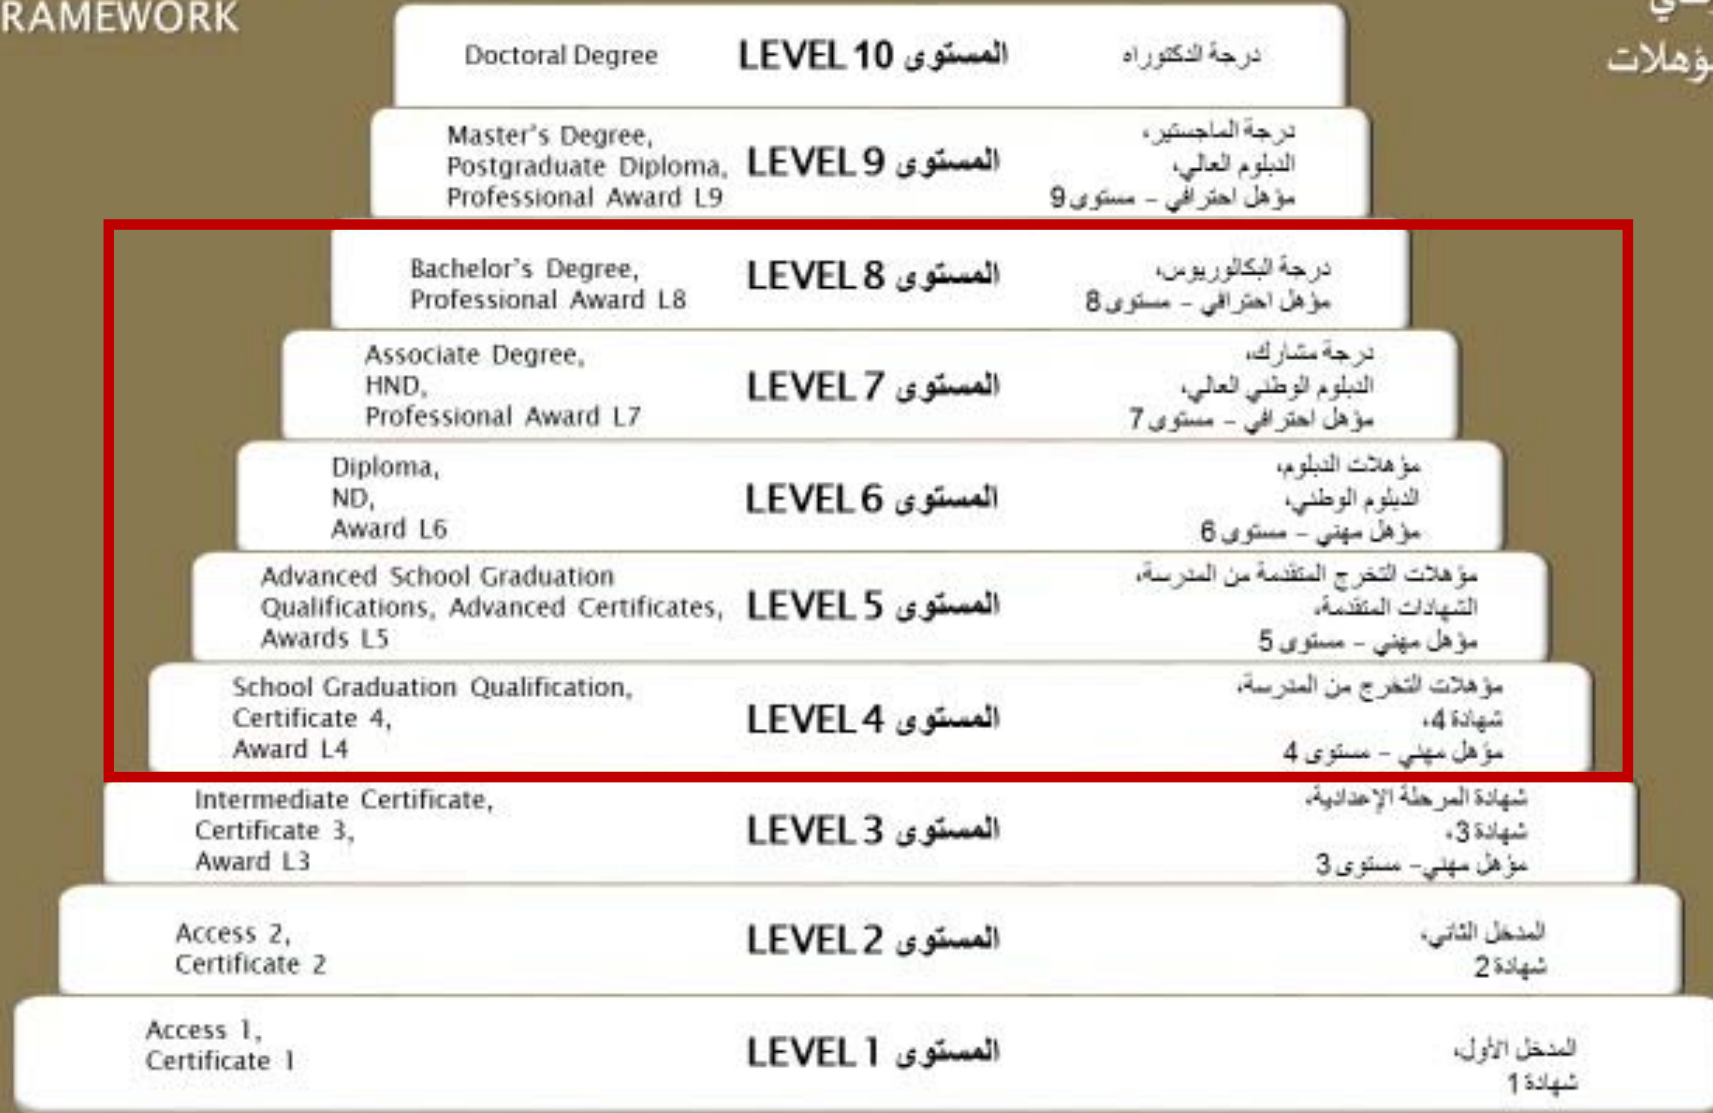 RAMEWORK
ؤهلات
Doctoral Degree
LEVEL 10 المستوى
درجة الدكتوراه
Master's Degree,
Postgraduate Diploma,
Professional Award L9
LEVEL 9 المستوى
درجة الماجستير،
الدبلوم العالي،
مؤهل احترافي - مستوى 9
Bachelor's Degree,
Professional Award L8
LEVEL 8 المستوى
درجة البكالوريوس،
مؤهل احترافي - مستوى 8
Associate Degree,
HND,
Professional Award L7
LEVEL 7 المستوى
درجة مشارك،
الدبلوم الوطني العالي،
مؤهل احترافي - مستوى 7
Diploma,
ND,
Award L6
LEVEL 6 المستوى
مؤهلات الدبلوم،
الدبلوم الوطني،
مؤهل مهني - مستوى 6
Advanced School Graduation
Qualifications, Advanced Certificates,
Awards L5
LEVEL 5 المستوى
مؤهلات التخرج المتقدمة من المدرسة،
الشهادات المتقدمة،
مؤهل مهني - مستوى 5
School Graduation Qualification,
Certificate 4,
Award L4
LEVEL 4 المستوى
مؤهلات التخرج من المدرسة،
شهادة 4،
مؤهل مهني - مستوى 4
Intermediate Certificate,
Certificate 3,
Award L3
LEVEL 3 المستوى
شهادة المرحلة الإعدادية،
شهادة 3،
مؤهل مهني- مستوى 3
Access 2,
Certificate 2
LEVEL 2 المستوى
المدخل الثاني،
شهادة 2
Access 1,
Certificate 1
LEVEL 1 المستوى
المدخل الأول،
شهادة 1